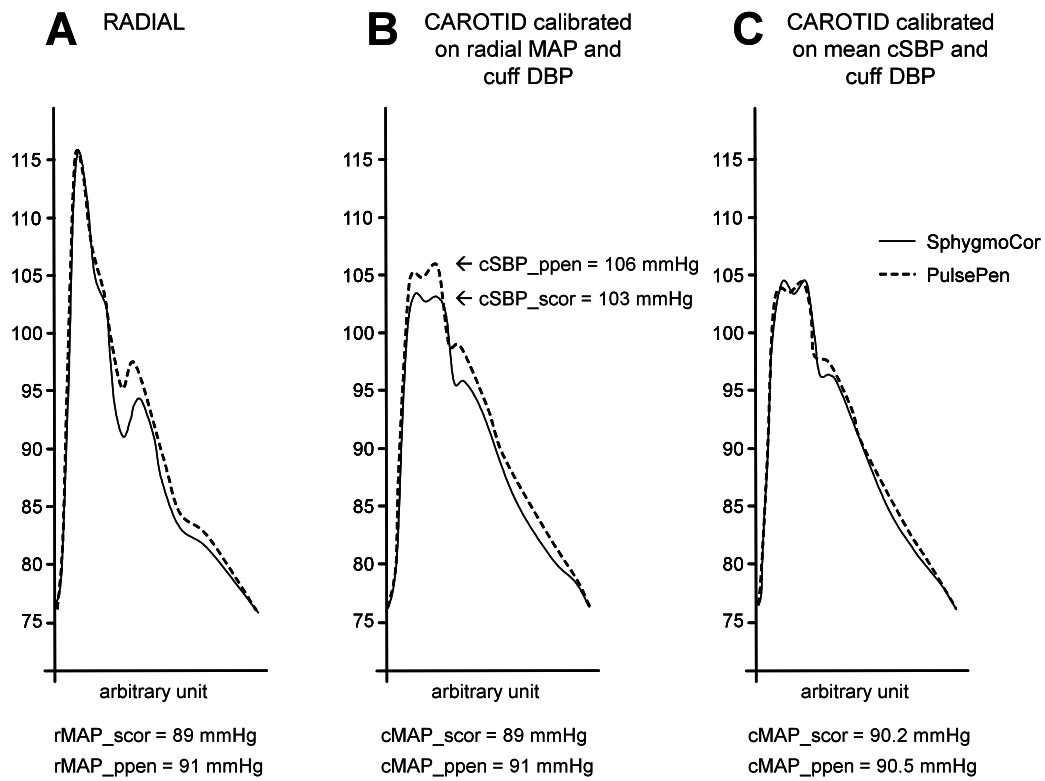 A RADIAL
115
110
105
100
95
90
85
80
75
arbitrary unit
rMAP_scor = 89 mmHg
rMAP_ppen = 91 mmHg
B CAROTID calibrated
on radial MAP and
cuff DBP
115
110
105
100
95
90
85
80
75
← cSBP_ppen = 106 mmHg
← cSBP_scor = 103 mmHg
arbitrary unit
cMAP_scor = 89 mmHg
cMAP_ppen = 91 mmHg
C CAROTID calibrated
on mean cSBP and
cuff DBP
115
110
105
100
95
90
85
80
75
SphygmoCor
PulsePen
arbitrary unit
cMAP_scor = 90.2 mmHg
cMAP_ppen = 90.5 mmHg